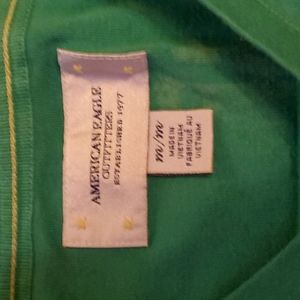 AMERICAN EAGLE
OUTFITTERS
ESTABLISHED 1977
m/m
MADE IN
VIETNAM
FABRIQUÉ AU
VIETNAM